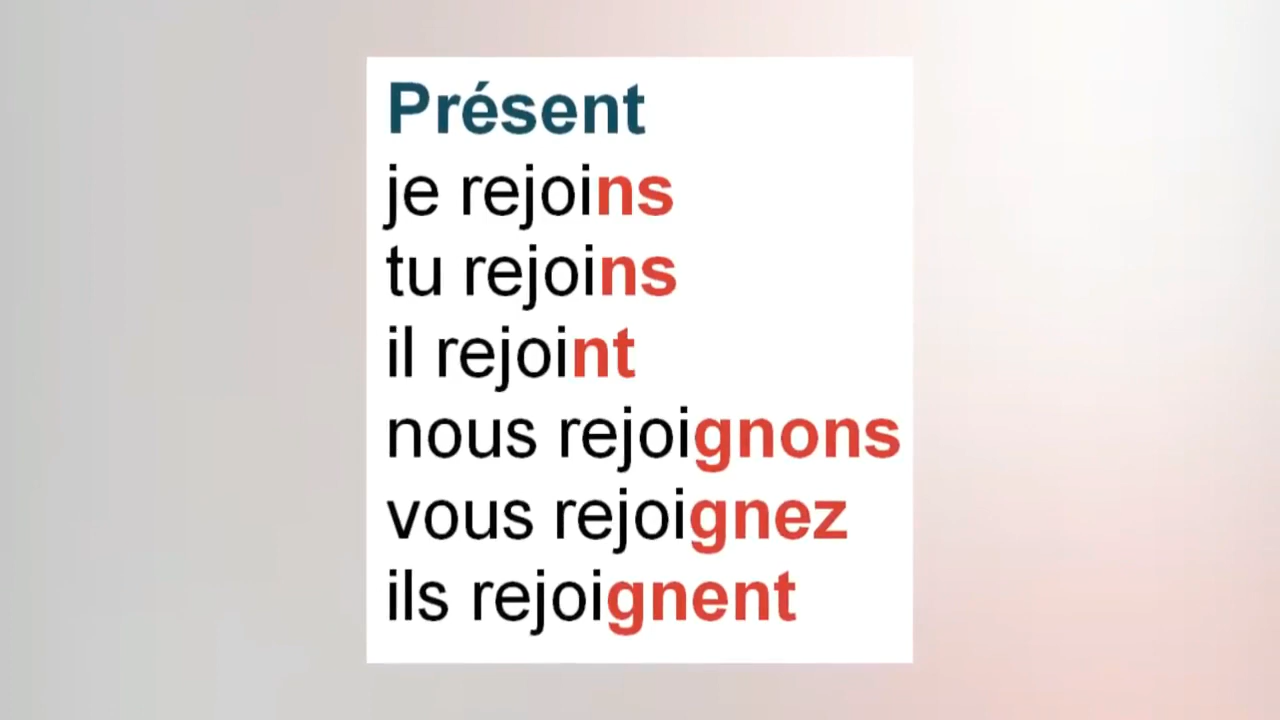 Présent
je rejoins
tu rejoins
il rejoint
nous rejoignons
vous rejoignez
ils rejoignent